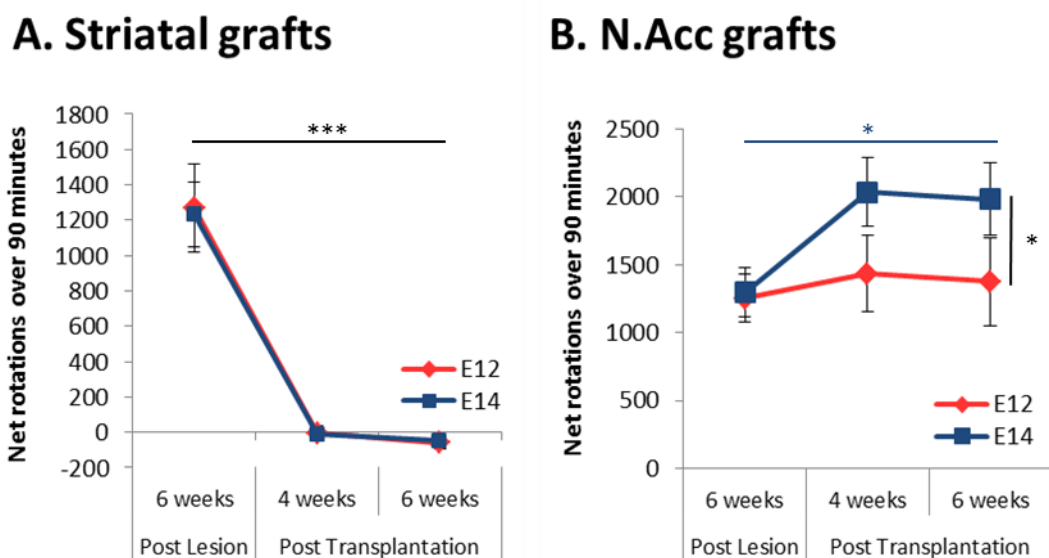 A. Striatal grafts
Net rotations over 90 minutes
1800
1600
1400
1200
1000
800
600
400
200
0
-200
***
E12
E14
6 weeks 4 weeks 6 weeks
Post Lesion Post Transplantation
B. N.Acc grafts
Net rotations over 90 minutes
2500
2000
1500
1000
500
0
*
*
E12
E14
6 weeks 4 weeks 6 weeks
Post Lesion Post Transplantation